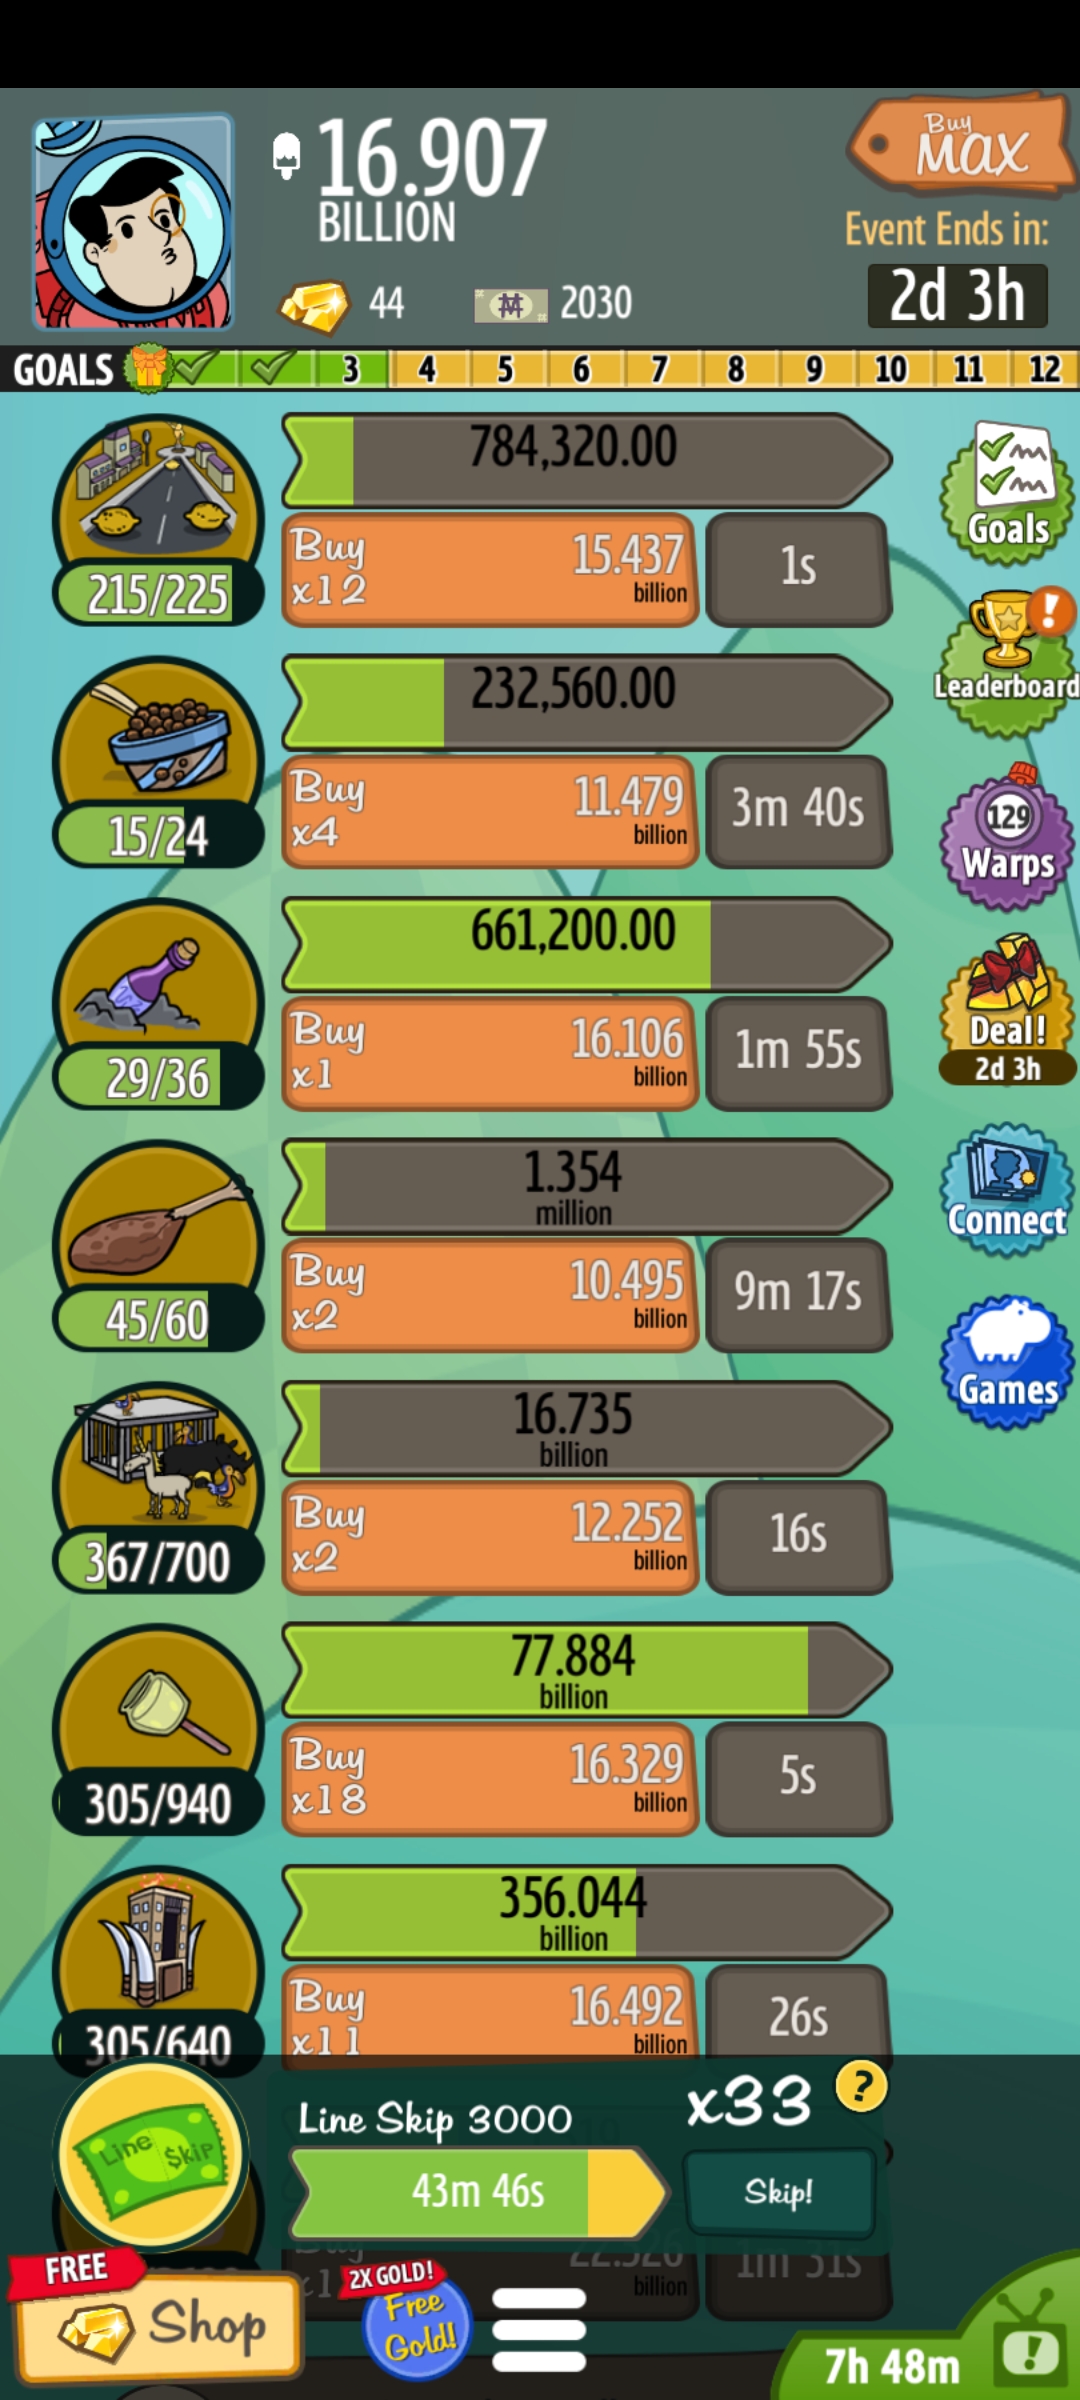 16.907
BILLION
Buy
MAX
Event Ends in:
2d 3h
44
2030
GOALS
3
4
5
6
7
8
9
10
11
12
784,320.00
Buy
x12
15.437
billion
1s
215/225
Goals
232,560.00
Buy
x4
11.479
billion
3m 40s
15/24
Leaderboard
661,200.00
Buy
x1
16.106
billion
1m 55s
29/36
129
Warps
Deal!
2d 3h
1.354
million
Buy
x2
10.495
billion
9m 17s
45/60
Connect
16.735
billion
Buy
x2
12.252
billion
16s
367/700
Games
77.884
billion
Buy
x18
16.329
billion
5s
305/940
356.044
billion
Buy
x11
16.492
billion
26s
305/640
Line Skip
Line Skip 3000
x33
?
43m 46s
Skip!
Buy
x1
22.526
billion
1m 31s
FREE
Shop
2X GOLD!
Free
Gold!
7h 48m